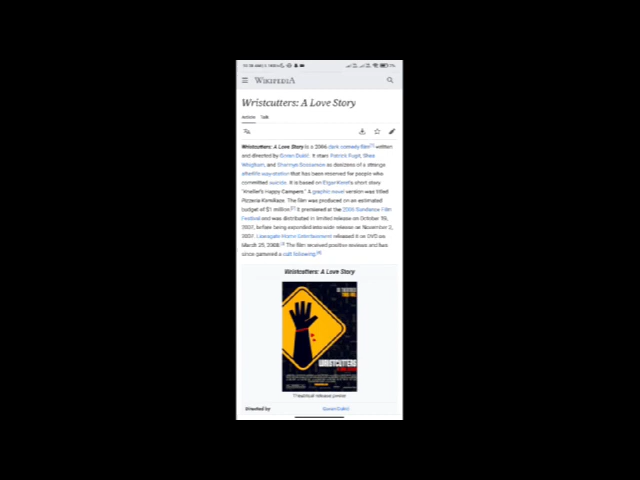 WIKIPEDIA
Wristcutters: A Love Story
Article Talk
Wristcutters: A Love Story is a 2006 dark comedy film[1] written
and directed by Goran Dukić. It stars Patrick Fugit, Shea
Whigham, and Shannyn Sossamon as denizens of a strange
afterlife way-station that has been reserved for people who
committed suicide. It is based on Etgar Keret's short story
"Kneller's Happy Campers." A graphic novel version was titled
Pizzeria Kamikaze. The film was produced on an estimated
budget of $1 million. It premiered at the 2006 Sundance Film
Festival and was distributed in limited release on October 19,
2007, before being expanded into wide release on November 2,
2007. Lionsgate Home Entertainment released it on DVD on
March 25, 2008. The film received positive reviews and has
since garnered a cult following.
Wristcutters: A Love Story
WRISTCUTTERS
Theatrical release poster
Directed by Goran Dukić